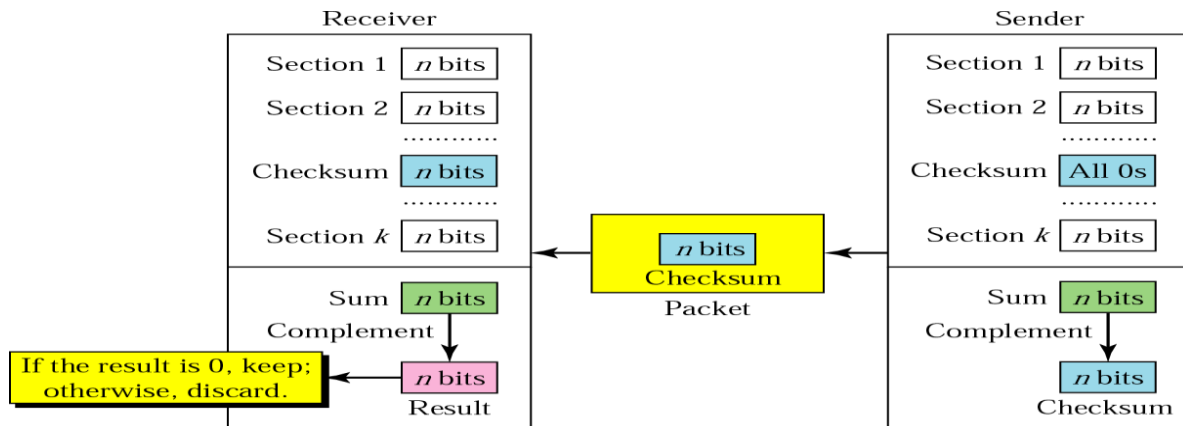 Receiver
Section 1 n bits
Section 2 n bits
............
Checksum n bits
............
Section k n bits
Sum n bits
Complement
n bits
Result
If the result is 0, keep;
otherwise, discard.
n bits
Checksum
Packet
Sender
Section 1 n bits
Section 2 n bits
............
Checksum All 0s
............
Section k n bits
Sum n bits
Complement
n bits
Checksum